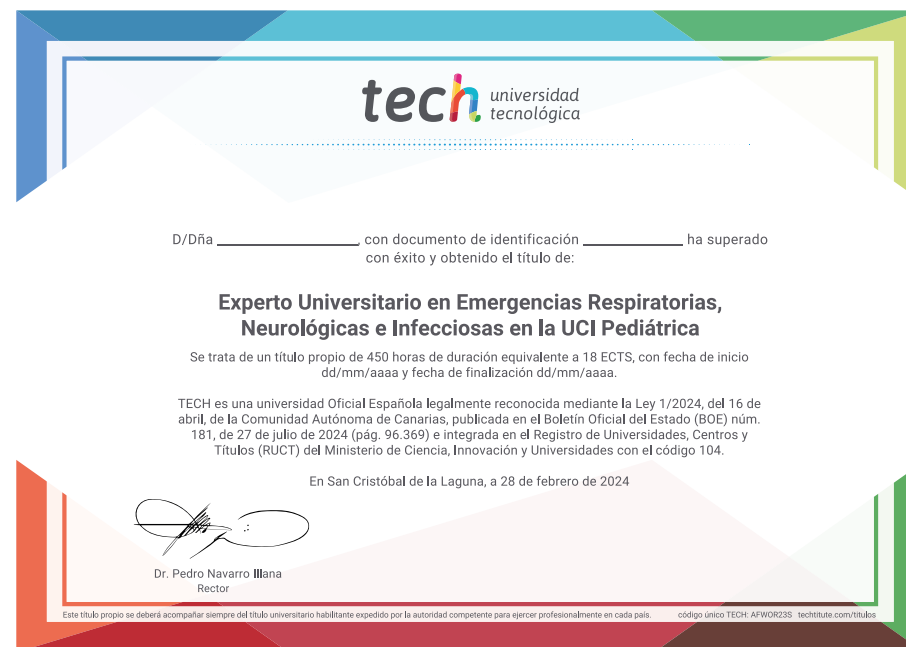 tech universidad
tecnológica
D/Dña ____________________, con documento de identificación ______________ ha superado
con éxito y obtenido el título de:
Experto Universitario en Emergencias Respiratorias,
Neurológicas e Infecciosas en la UCI Pediátrica
Se trata de un título propio de 450 horas de duración equivalente a 18 ECTS, con fecha de inicio
dd/mm/aaaa y fecha de finalización dd/mm/aaaa.
TECH es una universidad Oficial Española legalmente reconocida mediante la Ley 1/2024, del 16 de
abril, de la Comunidad Autónoma de Canarias, publicada en el Boletín Oficial del Estado (BOE) núm.
181, de 27 de julio de 2024 (pág. 96.369) e integrada en el Registro de Universidades, Centros y
Títulos (RUCT) del Ministerio de Ciencia, Innovación y Universidades con el código 104.
En San Cristóbal de la Laguna, a 28 de febrero de 2024
Dr. Pedro Navarro Illana
Rector
Este título propio se deberá acompañar siempre del título universitario habilitante expedido por la autoridad competente para ejercer profesionalmente en cada país. código único TECH: AFWOR23S techtitute.com/titulos